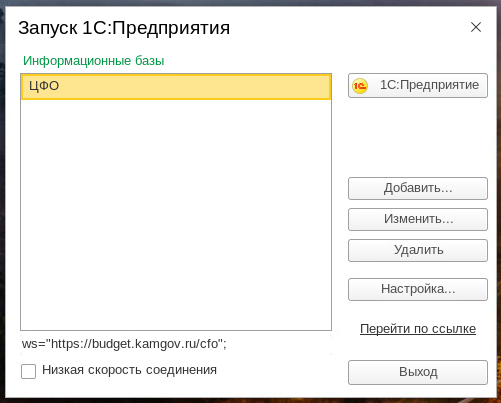 Запуск 1С:Предприятия
Информационные базы
ЦФО
1С:Предприятие
Добавить...
Изменить...
Удалить
Настройка...
Перейти по ссылке
ws="https://budget.kamgov.ru/cfo";
Низкая скорость соединения
Выход